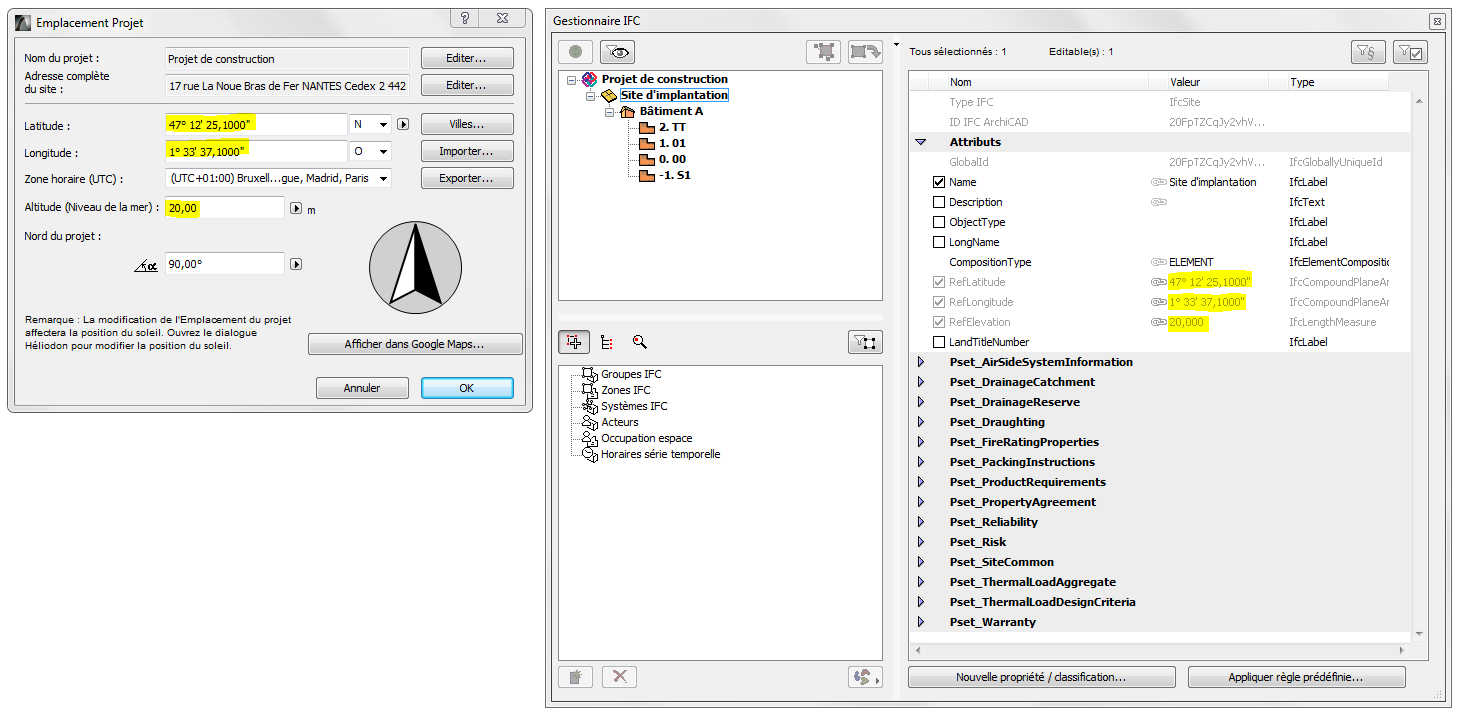 Emplacement Projet
Nom du projet :
Projet de construction
Editer...
Adresse complète
du site :
17 rue La Noue Bras de Fer NANTES Cedex 2 442
Editer...
Latitude :
47° 12' 25,1000"
N
Villes...
Longitude :
1° 33' 37,1000"
O
Importer...
Zone horaire (UTC) :
(UTC+01:00) Bruxell...gue, Madrid, Paris
Exporter...
Altitude (Niveau de la mer) :
20,00
m
Nord du projet :
α
90,00°
Remarque : La modification de l'Emplacement du projet
affectera la position du soleil. Ouvrez le dialogue
Héliodon pour modifier la position du soleil.
Afficher dans Google Maps...
Annuler
OK
Gestionnaire IFC
Projet de construction
Site d'implantation
Bâtiment A
2. TT
1. 01
0. 00
-1. S1
Groupes IFC
Zones IFC
Systèmes IFC
Acteurs
Occupation espace
Horaires série temporelle
Tous sélectionnés : 1
Editable(s) : 1
Nom
Valeur
Type
Type IFC
IfcSite
ID IFC ArchiCAD
20FpTZCqJy2vhV...
Attributs
GlobalId
20FpTZCqJy2vhV...
IfcGloballyUniqueId
Name
Site d'implantation
IfcLabel
Description
IfcText
ObjectType
IfcLabel
LongName
IfcLabel
CompositionType
ELEMENT
IfcElementCompositic
RefLatitude
47° 12' 25,1000"
IfcCompoundPlaneAr
RefLongitude
1° 33' 37,1000"
IfcCompoundPlaneAr
RefElevation
20,000
IfcLengthMeasure
LandTitleNumber
IfcLabel
Pset_AirSideSystemInformation
Pset_DrainageCatchment
Pset_DrainageReserve
Pset_Draughting
Pset_FireRatingProperties
Pset_PackingInstructions
Pset_ProductRequirements
Pset_PropertyAgreement
Pset_Reliability
Pset_Risk
Pset_SiteCommon
Pset_ThermalLoadAggregate
Pset_ThermalLoadDesignCriteria
Pset_Warranty
Nouvelle propriété / classification...
Appliquer règle prédéfinie...